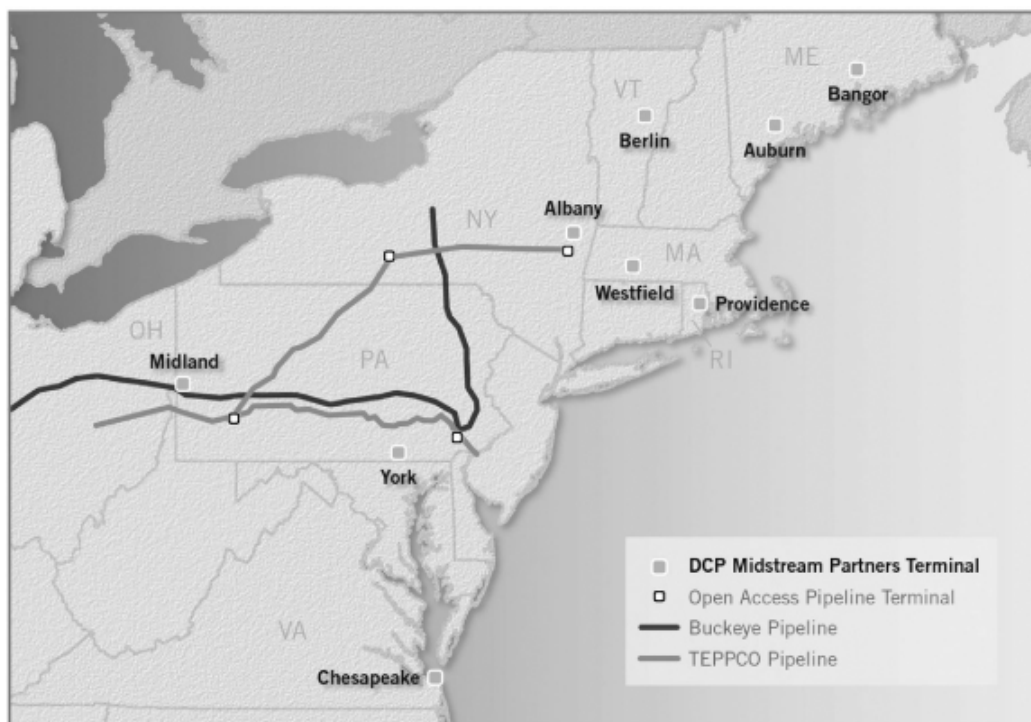 ME
Bangor
VT
Berlin
Auburn
NY
Albany
MA
Westfield
Providence
OH
PA
RI
Midland
York
DCP Midstream Partners Terminal
Open Access Pipeline Terminal
Buckeye Pipeline
TEPPCO Pipeline
VA
Chesapeake